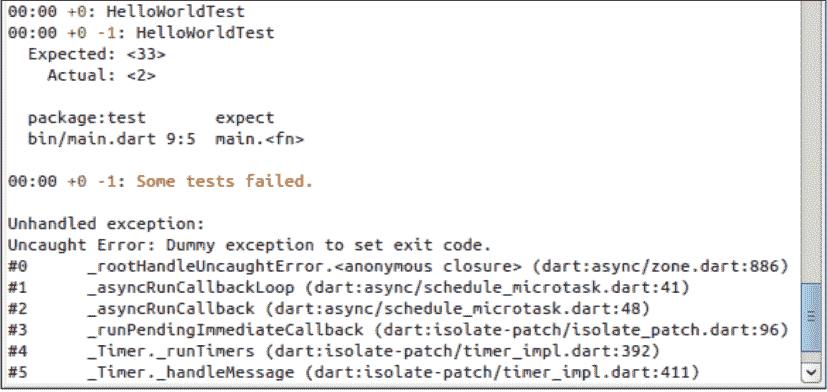 00:00 +0: HelloWorldTest
00:00 +0 -1: HelloWorldTest
  Expected: <33>
    Actual: <2>
  package:test       expect
  bin/main.dart 9:5  main.<fn>
00:00 +0 -1: Some tests failed.
Unhandled exception:
Uncaught Error: Dummy exception to set exit code.
#0      _rootHandleUncaughtError.<anonymous closure> (dart:async/zone.dart:886)
#1      _asyncRunCallbackLoop (dart:async/schedule_microtask.dart:41)
#2      _asyncRunCallback (dart:async/schedule_microtask.dart:48)
#3      _runPendingImmediateCallback (dart:isolate-patch/isolate_patch.dart:96)
#4      _Timer._runTimers (dart:isolate-patch/timer_impl.dart:392)
#5      _Timer._handleMessage (dart:isolate-patch/timer_impl.dart:411)